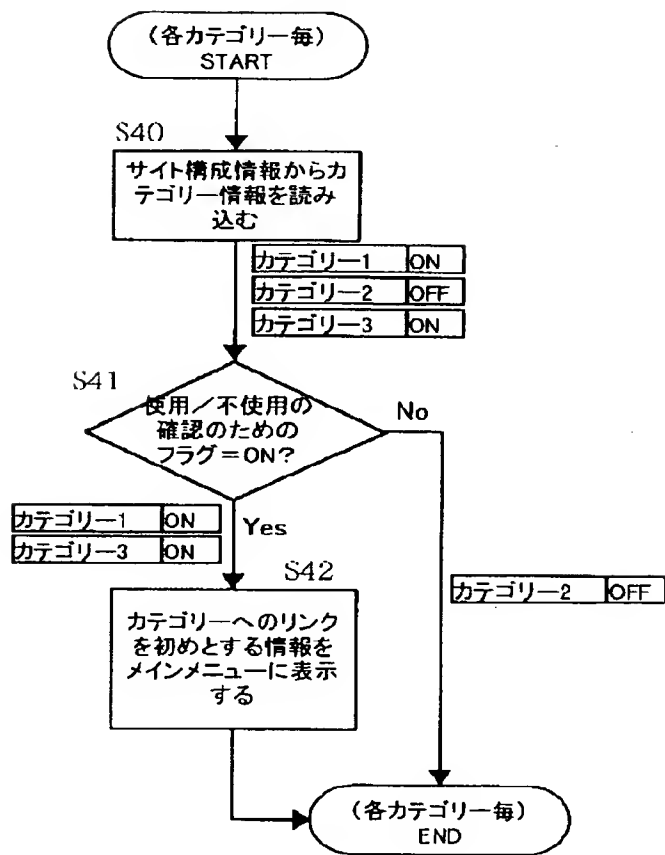 （各カテゴリー毎）
START
S40
サイト構成情報からカ
テゴリー情報を読み
込む
カテゴリー1 ON
カテゴリー2 OFF
カテゴリー3 ON
S41
使用／不使用の
確認のための
フラグ＝ON？
No
カテゴリー1 ON
カテゴリー3 ON
Yes
S42
カテゴリーへのリンク
を初めとする情報を
メインメニューに表示
する
カテゴリー2 OFF
（各カテゴリー毎）
END